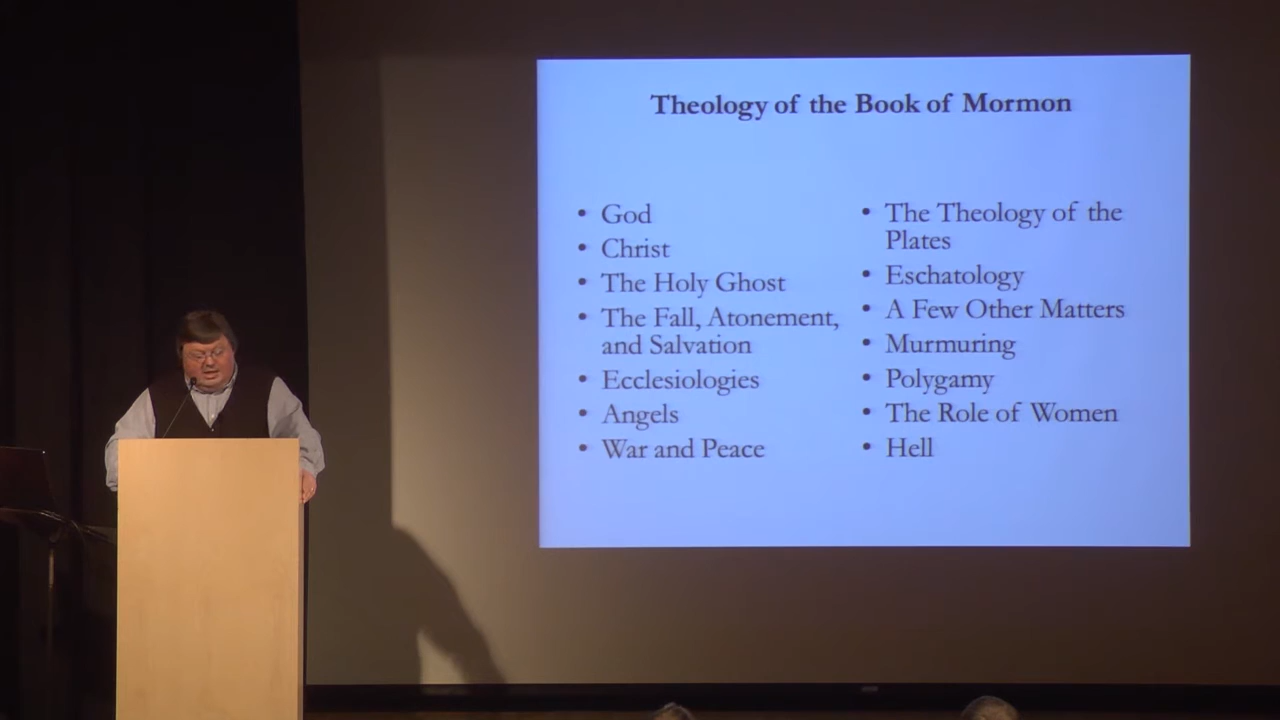 Theology of the Book of Mormon
• God
• Christ
• The Holy Ghost
• The Fall, Atonement,
and Salvation
• Ecclesiologies
• Angels
• War and Peace
• The Theology of the
Plates
• Eschatology
• A Few Other Matters
• Murmuring
• Polygamy
• The Role of Women
• Hell